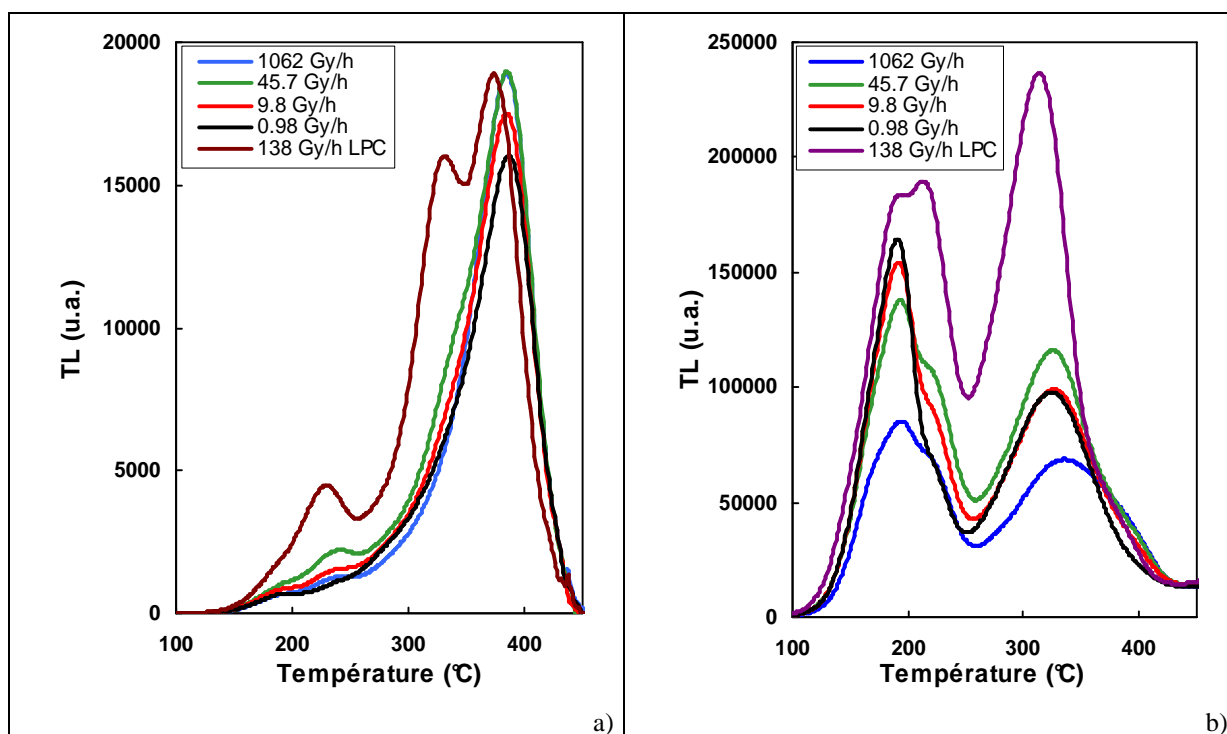 20000
15000
10000
5000
0
100
200
300
400
TL (u.a.)
Température (°C)
1062 Gy/h
45.7 Gy/h
9.8 Gy/h
0.98 Gy/h
138 Gy/h LPC
a)
250000
200000
150000
100000
50000
0
100
200
300
400
TL (u.a.)
Température (°C)
1062 Gy/h
45.7 Gy/h
9.8 Gy/h
0.98 Gy/h
138 Gy/h LPC
b)